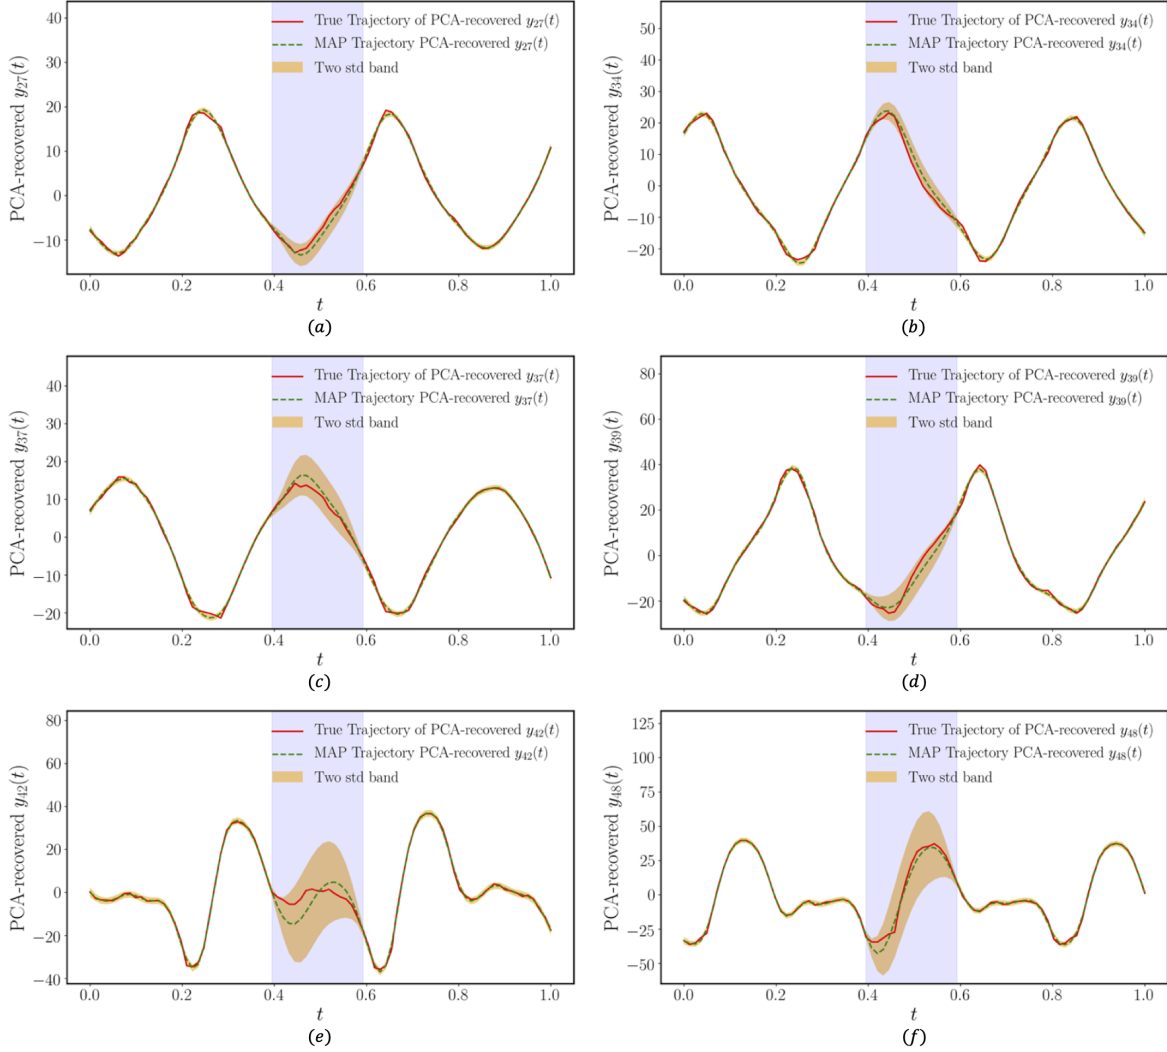 True Trajectory of PCA-recovered y₂₇(t)
MAP Trajectory PCA-recovered y₂₇(t)
Two std band
PCA-recovered y₂₇(t)
40
30
20
10
0
−10
0.0 0.2 0.4 0.6 0.8 1.0
t
(a)
True Trajectory of PCA-recovered y₃₄(t)
MAP Trajectory PCA-recovered y₃₄(t)
Two std band
PCA-recovered y₃₄(t)
50
40
30
20
10
0
−10
−20
0.0 0.2 0.4 0.6 0.8 1.0
t
(b)
True Trajectory of PCA-recovered y₃₇(t)
MAP Trajectory PCA-recovered y₃₇(t)
Two std band
PCA-recovered y₃₇(t)
40
30
20
10
0
−10
−20
0.0 0.2 0.4 0.6 0.8 1.0
t
(c)
True Trajectory of PCA-recovered y₃₉(t)
MAP Trajectory PCA-recovered y₃₉(t)
Two std band
PCA-recovered y₃₉(t)
80
60
40
20
0
−20
0.0 0.2 0.4 0.6 0.8 1.0
t
(d)
True Trajectory of PCA-recovered y₄₂(t)
MAP Trajectory PCA-recovered y₄₂(t)
Two std band
PCA-recovered y₄₂(t)
80
60
40
20
0
−20
−40
0.0 0.2 0.4 0.6 0.8 1.0
t
(e)
True Trajectory of PCA-recovered y₄₈(t)
MAP Trajectory PCA-recovered y₄₈(t)
Two std band
PCA-recovered y₄₈(t)
125
100
75
50
25
0
−25
−50
0.0 0.2 0.4 0.6 0.8 1.0
t
(f)